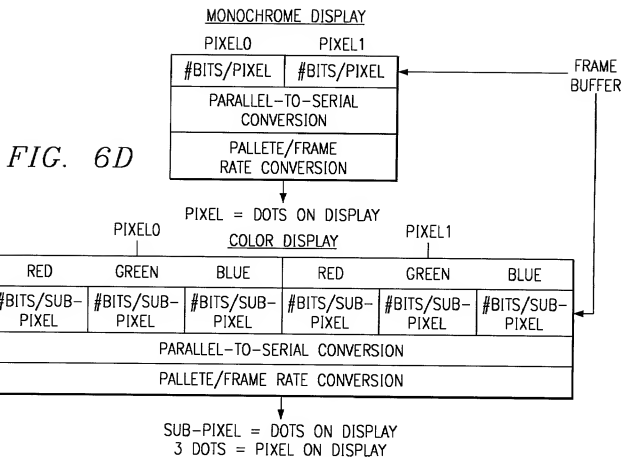 MONOCHROME DISPLAY
PIXEL0 PIXEL1
#BITS/PIXEL #BITS/PIXEL
FRAME
BUFFER
PARALLEL-TO-SERIAL
CONVERSION
PALLETE/FRAME
RATE CONVERSION
FIG. 6D
PIXEL = DOTS ON DISPLAY
PIXEL0 PIXEL1
COLOR DISPLAY
RED GREEN BLUE RED GREEN BLUE
#BITS/SUB- #BITS/SUB- #BITS/SUB- #BITS/SUB- #BITS/SUB- #BITS/SUB-
PIXEL PIXEL PIXEL PIXEL PIXEL PIXEL
PARALLEL-TO-SERIAL CONVERSION
PALLETE/FRAME RATE CONVERSION
SUB-PIXEL = DOTS ON DISPLAY
3 DOTS = PIXEL ON DISPLAY